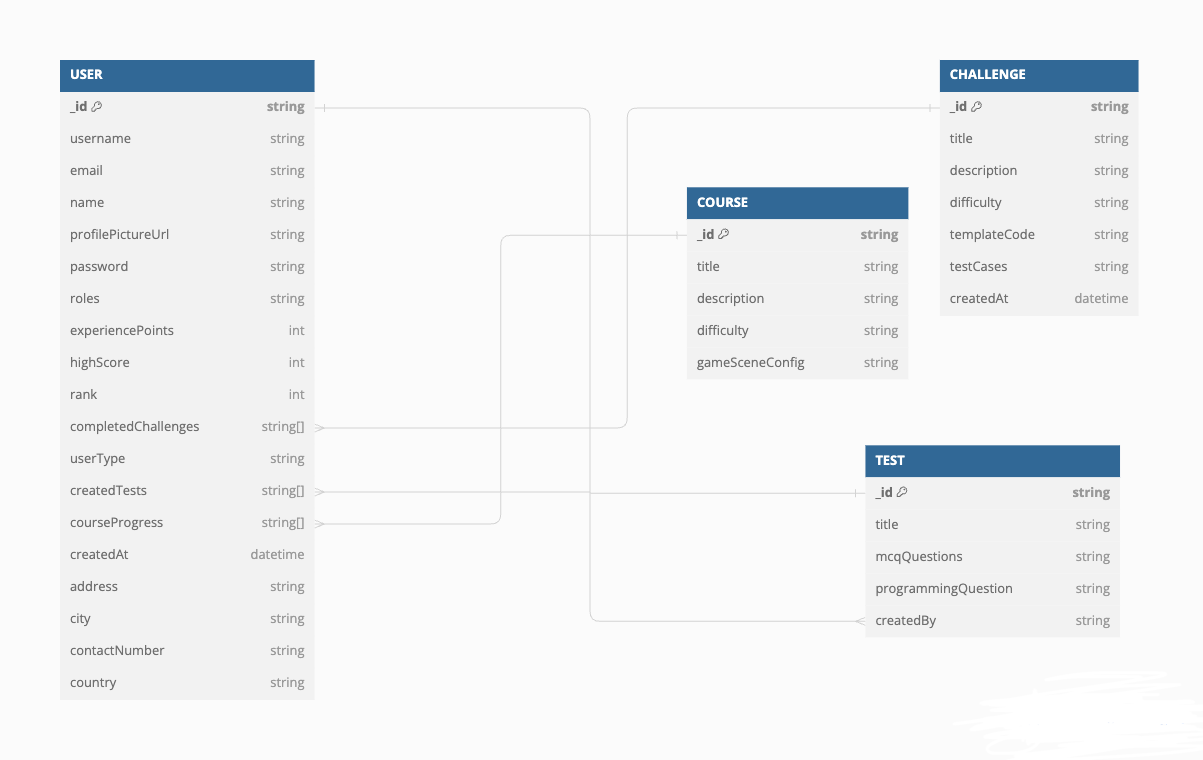 USER
_id string
username string
email string
name string
profilePictureUrl string
password string
roles string
experiencePoints int
highScore int
rank int
completedChallenges string[]
userType string
createdTests string[]
courseProgress string[]
createdAt datetime
address string
city string
contactNumber string
country string
COURSE
_id string
title string
description string
difficulty string
gameSceneConfig string
CHALLENGE
_id string
title string
description string
difficulty string
templateCode string
testCases string
createdAt datetime
TEST
_id string
title string
mcqQuestions string
programmingQuestion string
createdBy string